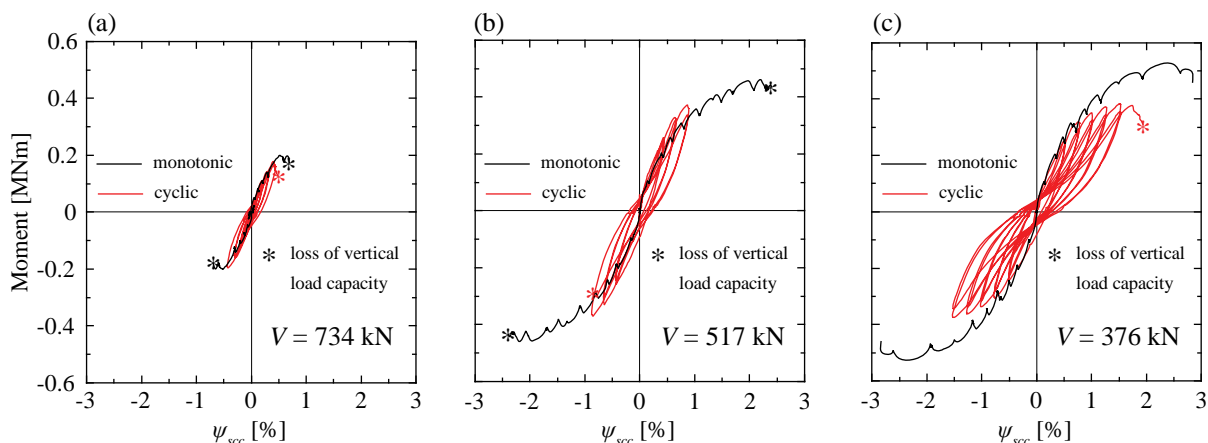 (a) (b) (c)
0.6
0.4
0.2
0
-0.2
-0.4
-0.6
Moment [MNm]
monotonic
cyclic
* loss of vertical
load capacity
V = 734 kN
-3 -2 -1 0 1 2 3
ψscc [%]
monotonic
cyclic
* loss of vertical
load capacity
V = 517 kN
-3 -2 -1 0 1 2 3
ψscc [%]
monotonic
cyclic
* loss of vertical
load capacity
V = 376 kN
-3 -2 -1 0 1 2 3
ψscc [%]